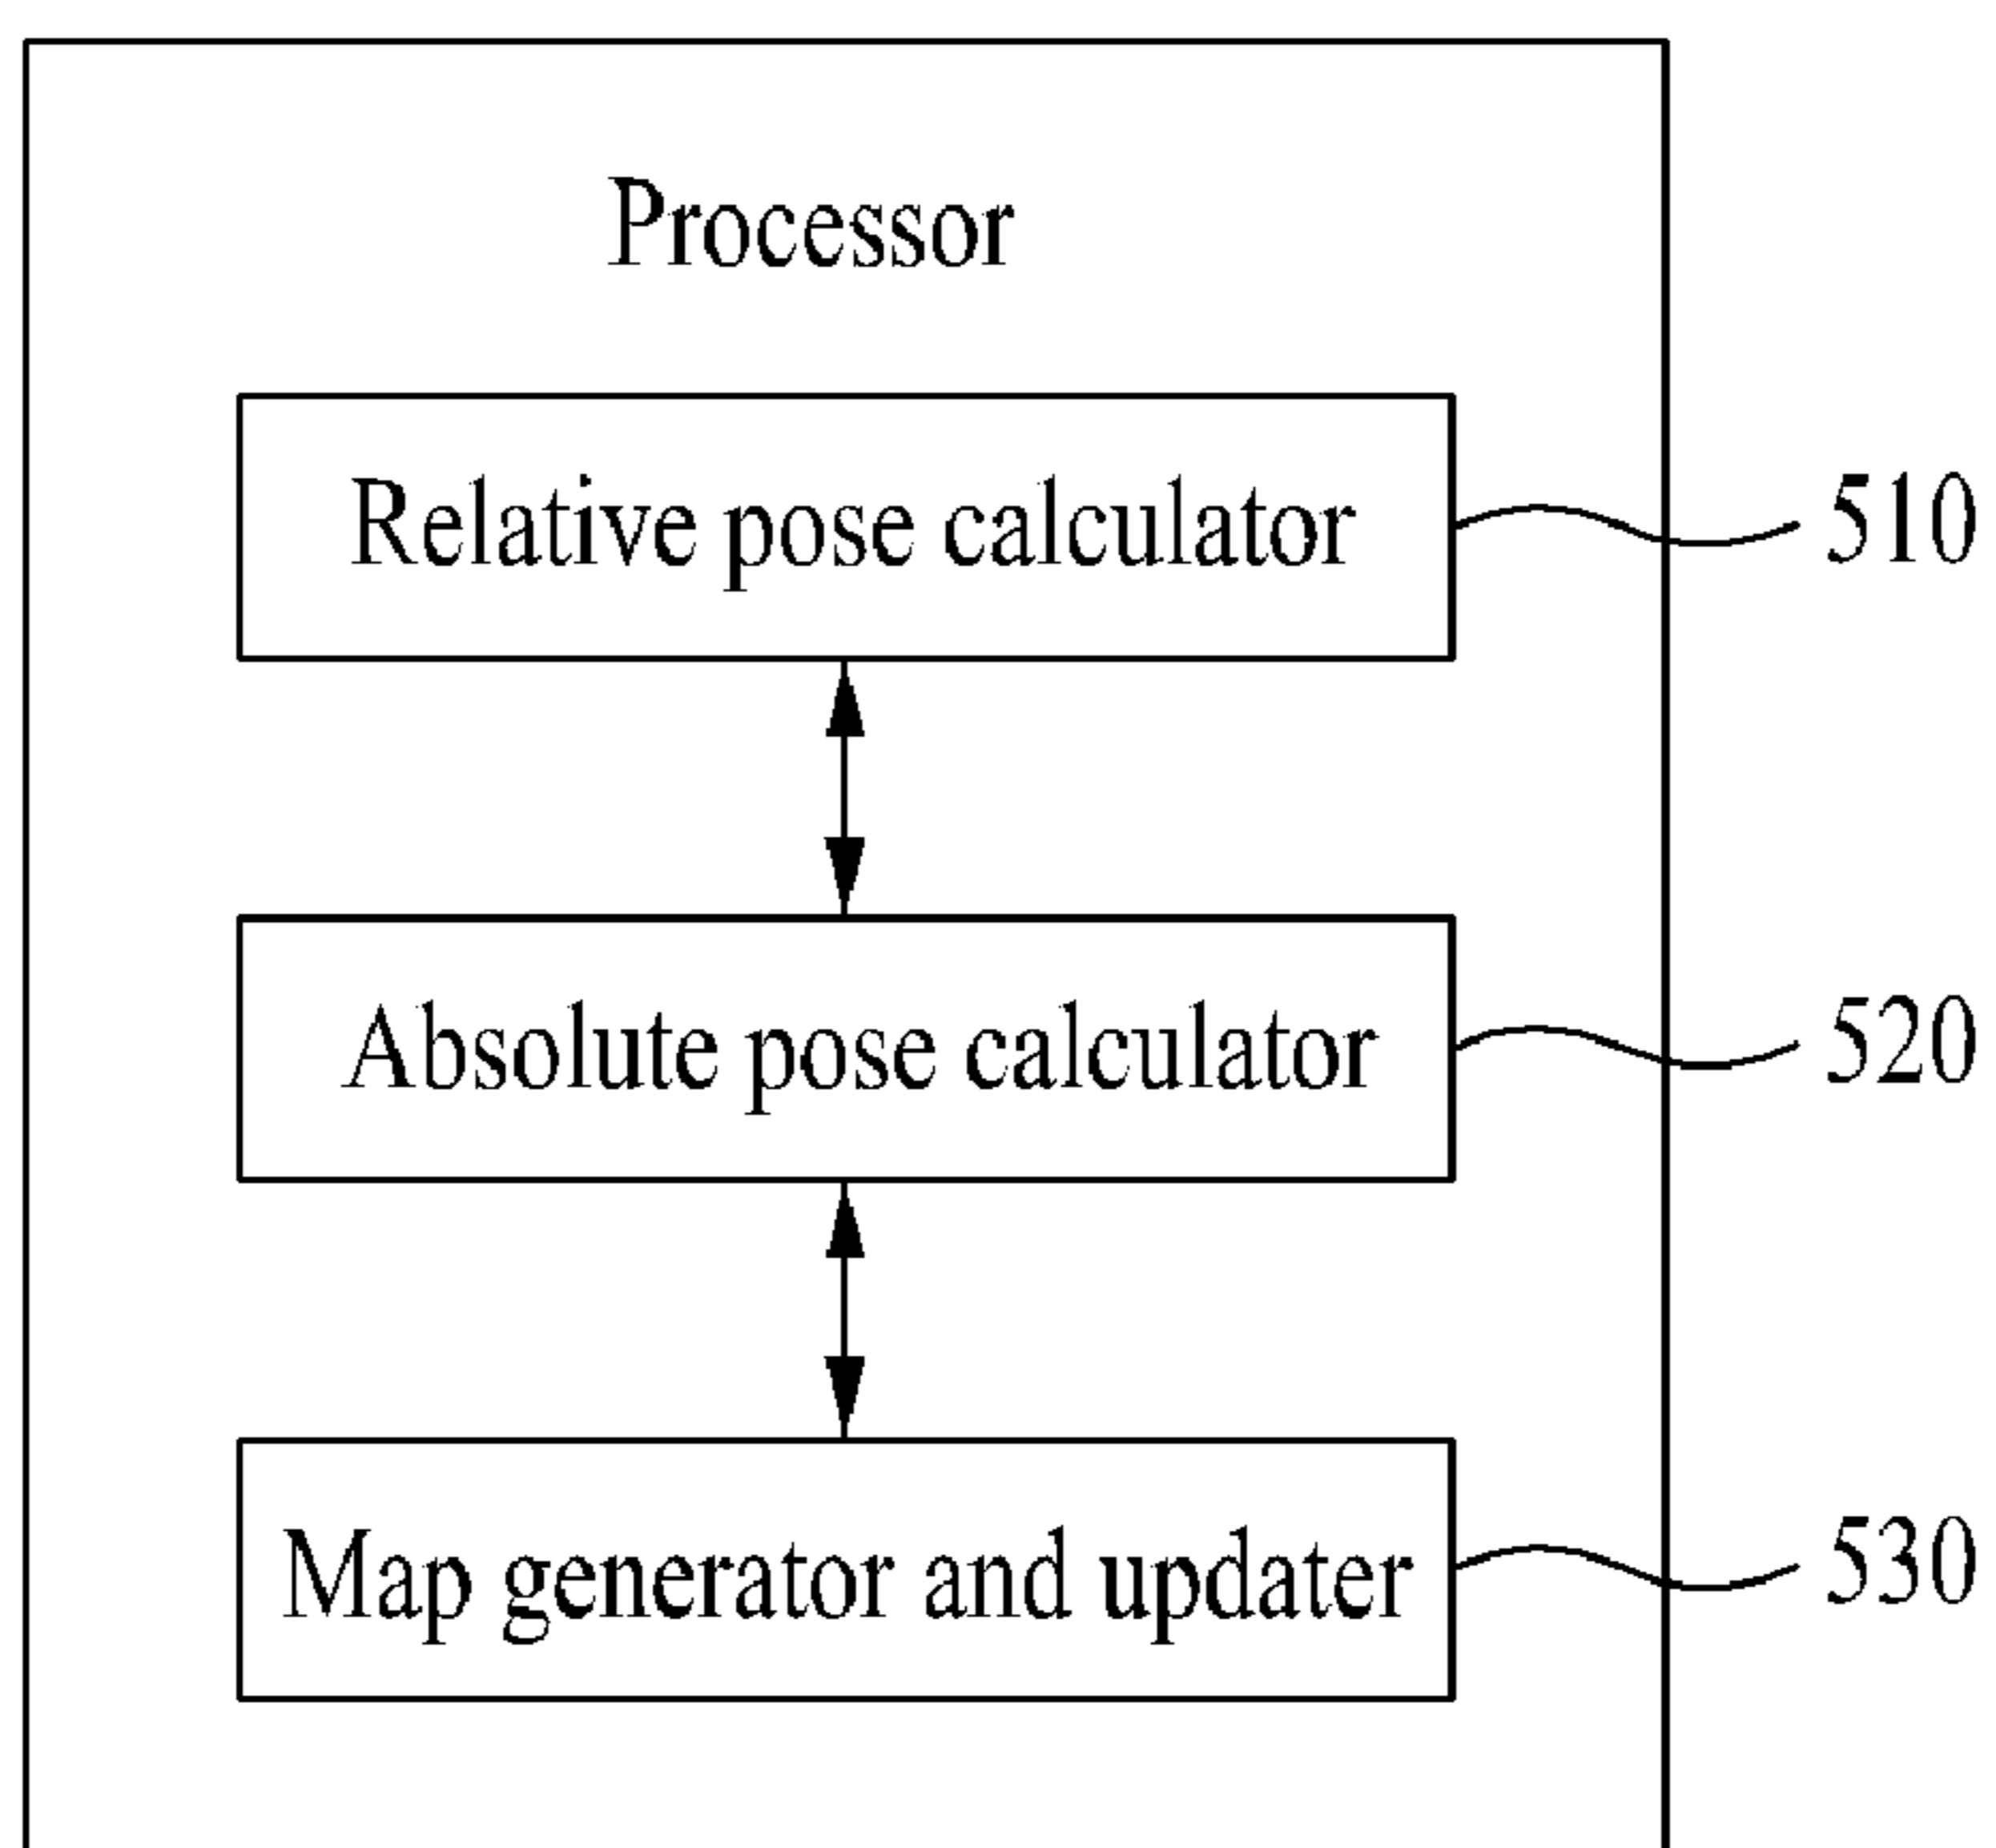 Processor
Relative pose calculator
510
Absolute pose calculator
520
Map generator and updater
530